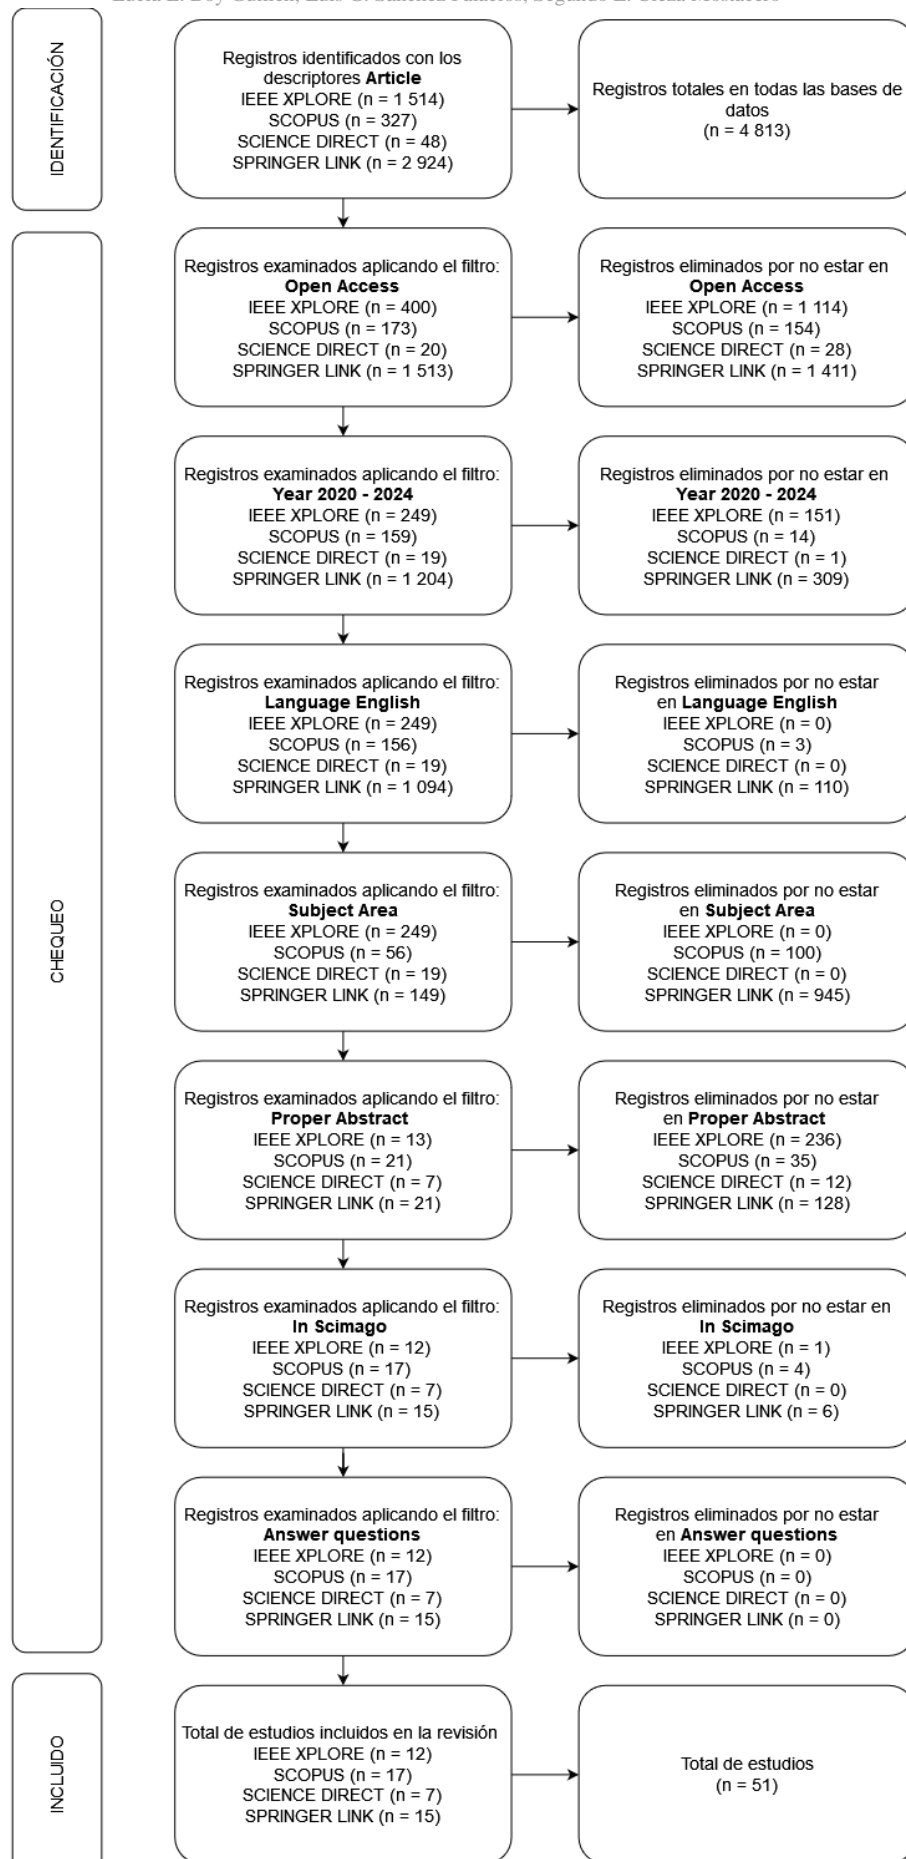 IDENTIFICACIÓN
Registros identificados con los
descriptores Article
IEEE XPLORE (n = 1 514)
SCOPUS (n = 327)
SCIENCE DIRECT (n = 48)
SPRINGER LINK (n = 2 924)
Registros totales en todas las bases de
datos
(n = 4 813)
CHEQUEO
Registros examinados aplicando el filtro:
Open Access
IEEE XPLORE (n = 400)
SCOPUS (n = 173)
SCIENCE DIRECT (n = 20)
SPRINGER LINK (n = 1 513)
Registros eliminados por no estar en
Open Access
IEEE XPLORE (n = 1 114)
SCOPUS (n = 154)
SCIENCE DIRECT (n = 28)
SPRINGER LINK (n = 1 411)
Registros examinados aplicando el filtro:
Year 2020 - 2024
IEEE XPLORE (n = 249)
SCOPUS (n = 159)
SCIENCE DIRECT (n = 19)
SPRINGER LINK (n = 1 204)
Registros eliminados por no estar en
Year 2020 - 2024
IEEE XPLORE (n = 151)
SCOPUS (n = 14)
SCIENCE DIRECT (n = 1)
SPRINGER LINK (n = 309)
Registros examinados aplicando el filtro:
Language English
IEEE XPLORE (n = 249)
SCOPUS (n = 156)
SCIENCE DIRECT (n = 19)
SPRINGER LINK (n = 1 094)
Registros eliminados por no estar
en Language English
IEEE XPLORE (n = 0)
SCOPUS (n = 3)
SCIENCE DIRECT (n = 0)
SPRINGER LINK (n = 110)
Registros examinados aplicando el filtro:
Subject Area
IEEE XPLORE (n = 249)
SCOPUS (n = 56)
SCIENCE DIRECT (n = 19)
SPRINGER LINK (n = 149)
Registros eliminados por no estar
en Subject Area
IEEE XPLORE (n = 0)
SCOPUS (n = 100)
SCIENCE DIRECT (n = 0)
SPRINGER LINK (n = 945)
Registros examinados aplicando el filtro:
Proper Abstract
IEEE XPLORE (n = 13)
SCOPUS (n = 21)
SCIENCE DIRECT (n = 7)
SPRINGER LINK (n = 21)
Registros eliminados por no estar
en Proper Abstract
IEEE XPLORE (n = 236)
SCOPUS (n = 35)
SCIENCE DIRECT (n = 12)
SPRINGER LINK (n = 128)
Registros examinados aplicando el filtro:
In Scimago
IEEE XPLORE (n = 12)
SCOPUS (n = 17)
SCIENCE DIRECT (n = 7)
SPRINGER LINK (n = 15)
Registros eliminados por no estar en
In Scimago
IEEE XPLORE (n = 1)
SCOPUS (n = 4)
SCIENCE DIRECT (n = 0)
SPRINGER LINK (n = 6)
Registros examinados aplicando el filtro:
Answer questions
IEEE XPLORE (n = 12)
SCOPUS (n = 17)
SCIENCE DIRECT (n = 7)
SPRINGER LINK (n = 15)
Registros eliminados por no estar
en Answer questions
IEEE XPLORE (n = 0)
SCOPUS (n = 0)
SCIENCE DIRECT (n = 0)
SPRINGER LINK (n = 0)
INCLUIDO
Total de estudios incluidos en la revisión
IEEE XPLORE (n = 12)
SCOPUS (n = 17)
SCIENCE DIRECT (n = 7)
SPRINGER LINK (n = 15)
Total de estudios
(n = 51)